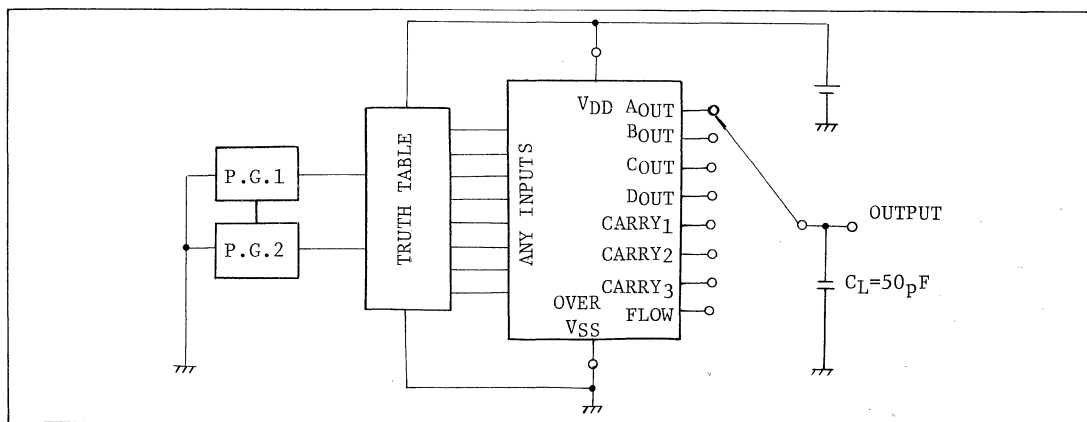 P.G.1
P.G.2
TRUTH TABLE
ANY INPUTS
VDD
AOUT
BOUT
COUT
DOUT
CARRY1
CARRY2
CARRY3
OVER
FLOW
VSS
OUTPUT
CL=50pF